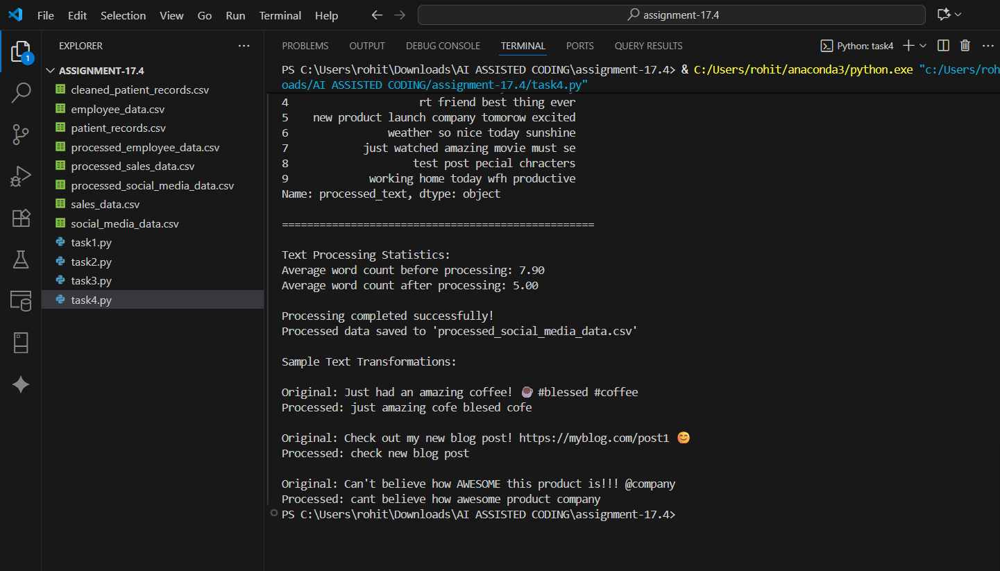 File Edit Selection View Go Run Terminal Help
assignment-17.4
EXPLORER
1
ASSIGNMENT-17.4
cleaned_patient_records.csv
employee_data.csv
patient_records.csv
processed_employee_data.csv
processed_sales_data.csv
processed_social_media_data.csv
sales_data.csv
social_media_data.csv
task1.py
task2.py
task3.py
task4.py
PROBLEMS OUTPUT DEBUG CONSOLE TERMINAL PORTS QUERY RESULTS
Python: task4
PS C:\Users\rohit\Downloads\AI ASSISTED CODING\assignment-17.4> & C:/Users/rohit/anaconda3/python.exe "c:/Users/roh
oads/AI ASSISTED CODING/assignment-17.4/task4.py"
4 rt friend best thing ever
5 new product launch company tomorow excited
6 weather so nice today sunshine
7 just watched amazing movie must se
8 test post pecial chracters
9 working home today wfh productive
Name: processed_text, dtype: object
==================================================
Text Processing Statistics:
Average word count before processing: 7.90
Average word count after processing: 5.00
Processing completed successfully!
Processed data saved to 'processed_social_media_data.csv'
Sample Text Transformations:
Original: Just had an amazing coffee! ☕ #blessed #coffee
Processed: just amazing cofe blesed cofe
Original: Check out my new blog post! https://myblog.com/post1 😊
Processed: check new blog post
Original: Can't believe how AWESOME this product is!!! @company
Processed: cant believe how awesome product company
PS C:\Users\rohit\Downloads\AI ASSISTED CODING\assignment-17.4>